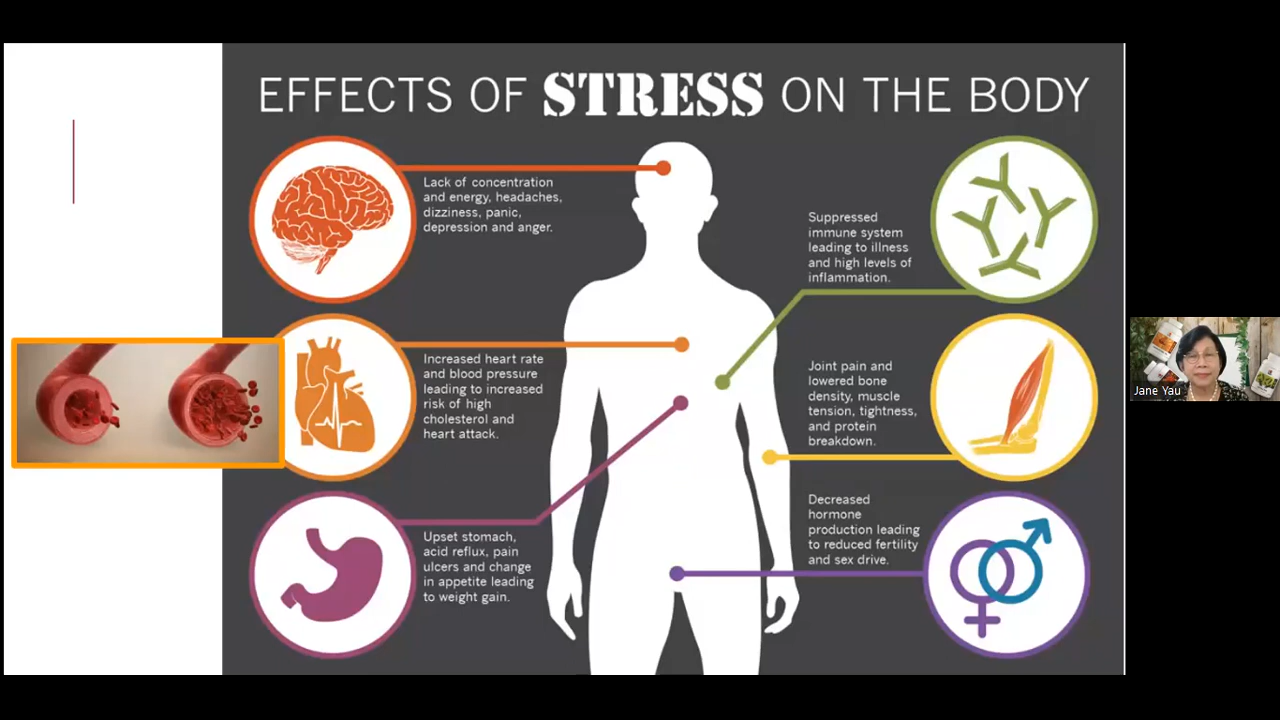 EFFECTS OF STRESS ON THE BODY
Lack of concentration
and energy, headaches,
dizziness, panic,
depression and anger.
Increased heart rate
and blood pressure
leading to increased
risk of high
cholesterol and
heart attack.
Upset stomach,
acid reflux, pain
ulcers and change
in appetite leading
to weight gain.
Suppressed
immune system
leading to illness
and high levels of
inflammation.
Joint pain and
lowered bone
density, muscle
tension, tightness,
and protein
breakdown.
Decreased
hormone
production leading
to reduced fertility
and sex drive.
Jane Yau